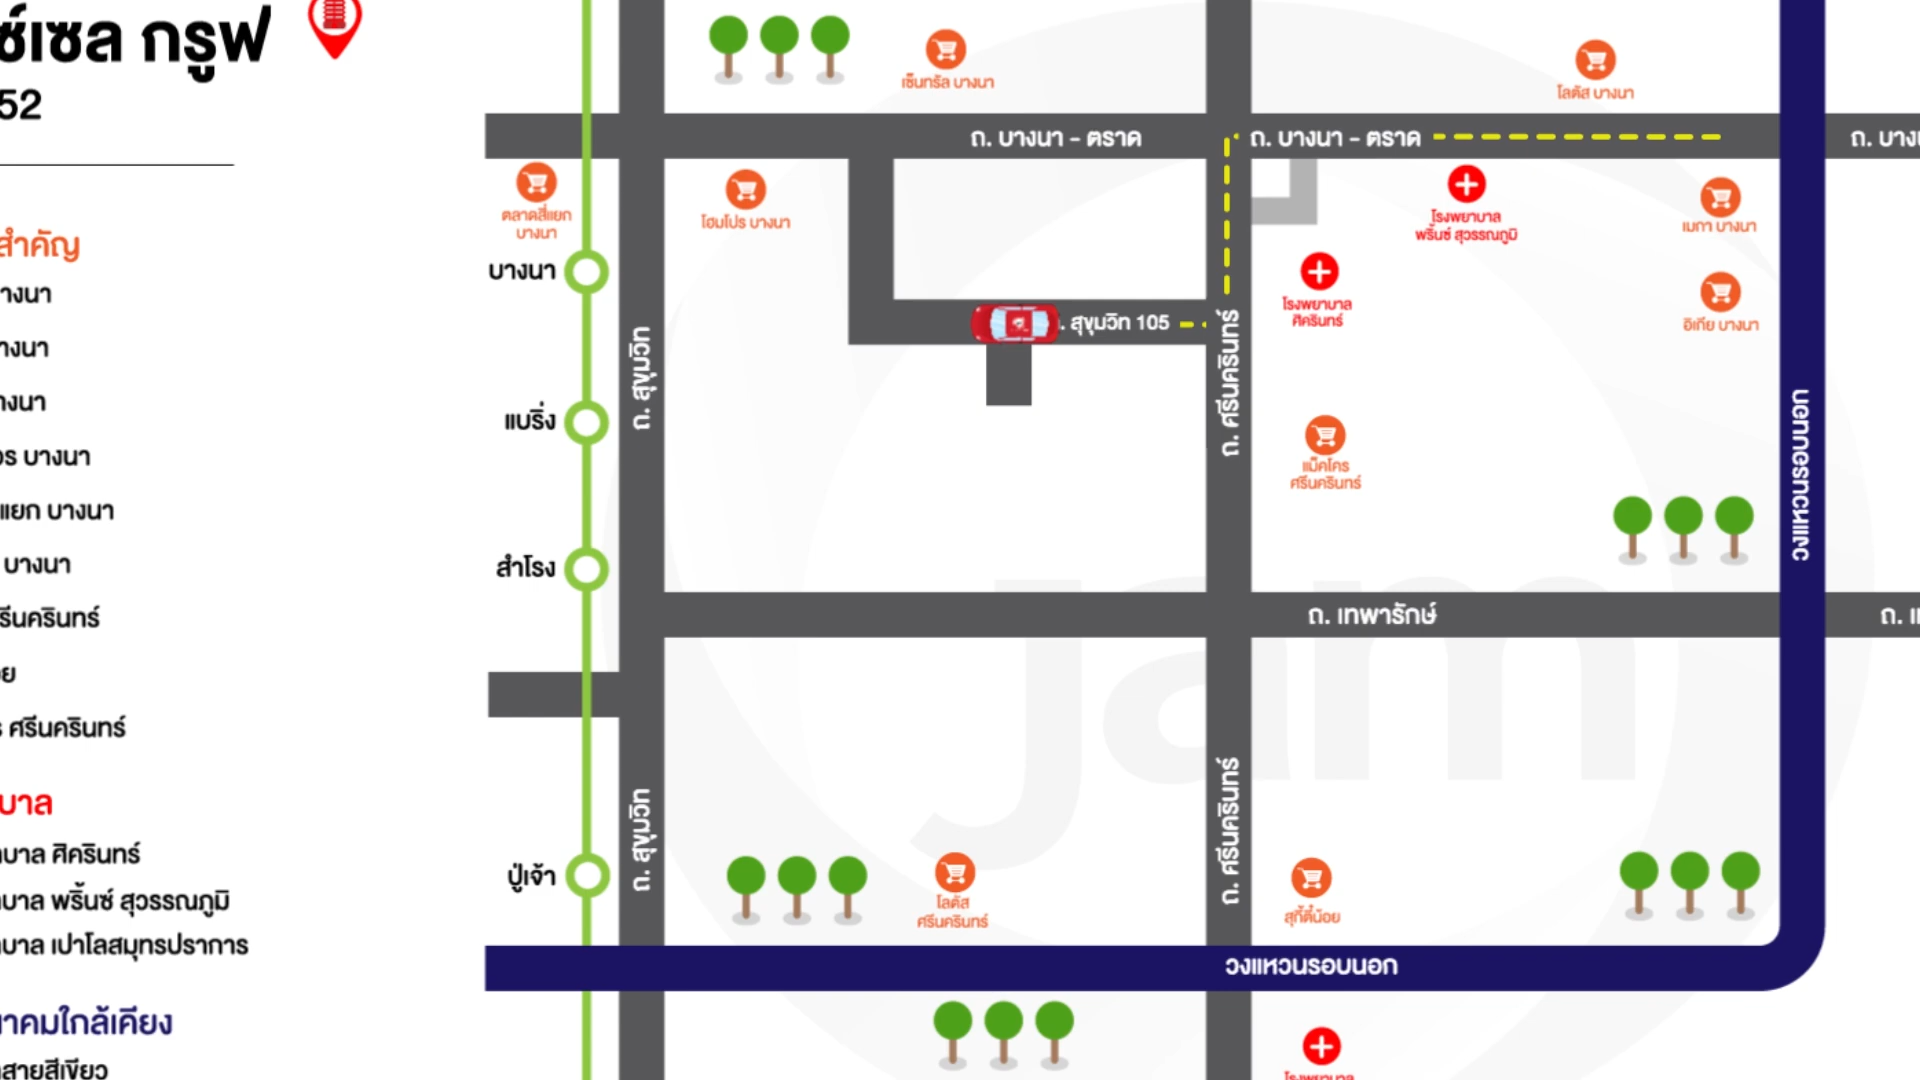 ซ์เซล กรูฟ
52
สำคัญ
างนา
างนา
างนา
อร บางนา
แยก บางนา
บางนา
รีนครินทร์
ย
ร ศรีนครินทร์
บาล
บาล ศิครินทร์
บาล พริ้นซ์ สุวรรณภูมิ
บาล เปาโลสมุทรปราการ
าคมใกล้เคียง
สายสีเขียว
เซ็นทรัล บางนา
โลตัส บางนา
ถ. บางนา - ตราด
ถ. บางนา - ตราด
ถ. บาง
ตลาดสี่แยก
บางนา
โฮมโปร บางนา
โรงพยาบาล
พริ้นซ์ สุวรรณภูมิ
เมกา บางนา
บางนา
โรงพยาบาล
ศิครินทร์
อิเกีย บางนา
. สุขุมวิท 105
ถ. สุขุมวิท
ถ. ศรีนครินทร์
แบริ่ง
แม็คโคร
ศรีนครินทร์
วงแหวนรอบนอก
สำโรง
ถ. เทพารักษ์
ถ. เ
jam
ถ. สุขุมวิท
ถ. ศรีนครินทร์
ปู่เจ้า
โลตัส
ศรีนครินทร์
สุกี้ตี๋น้อย
วงแหวนรอบนอก
โรงพยาบาล